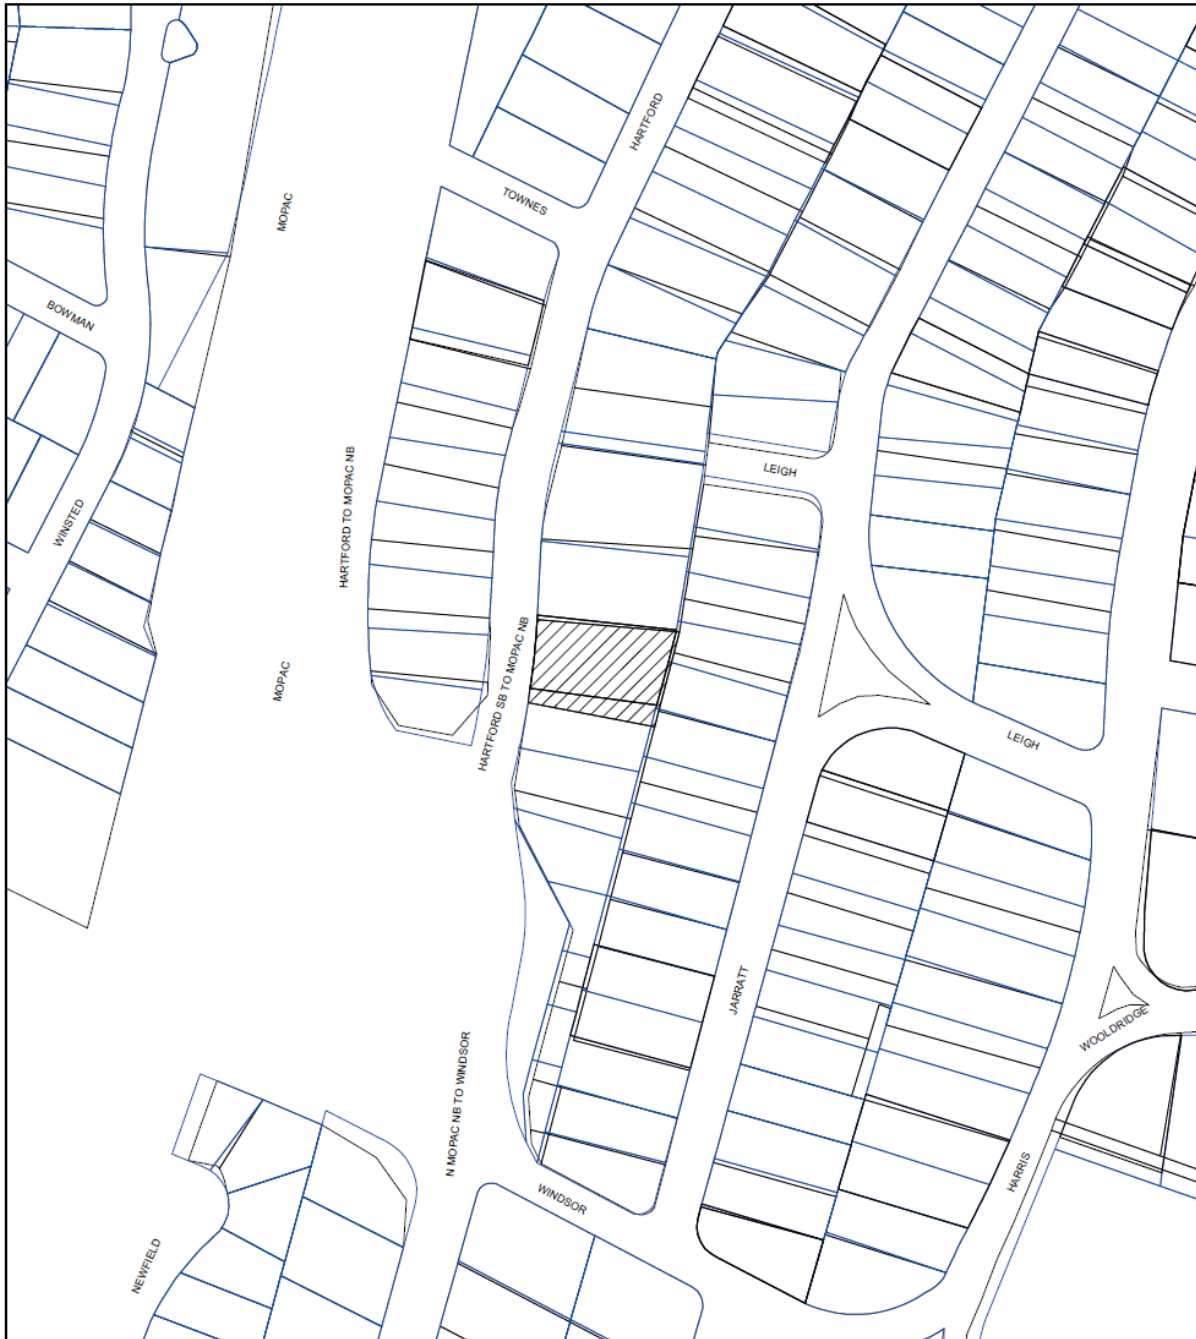 HARTFORD
TOWNES
MOPAC
BOWMAN
LEIGH
HARTFORD TO MOPAC NB
WINSTED
HARTFORD SB TO MOPAC NB
MOPAC
LEIGH
JARRATT
WOOLDRIDGE
N MOPAC NB TO WINDSOR
HARRIS
WINDSOR
NEWFIELD